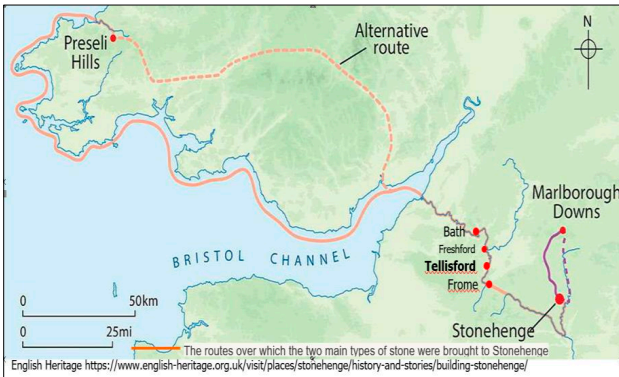 Preseli
Hills
Alternative
route
N
Marlborough
Downs
Bath
Freshford
Tellisford
Frome
BRISTOL CHANNEL
0 50km
0 25mi
Stonehenge
The routes over which the two main types of stone were brought to Stonehenge
English Heritage https://www.english-heritage.org.uk/visit/places/stonehenge/history-and-stories/building-stonehenge/